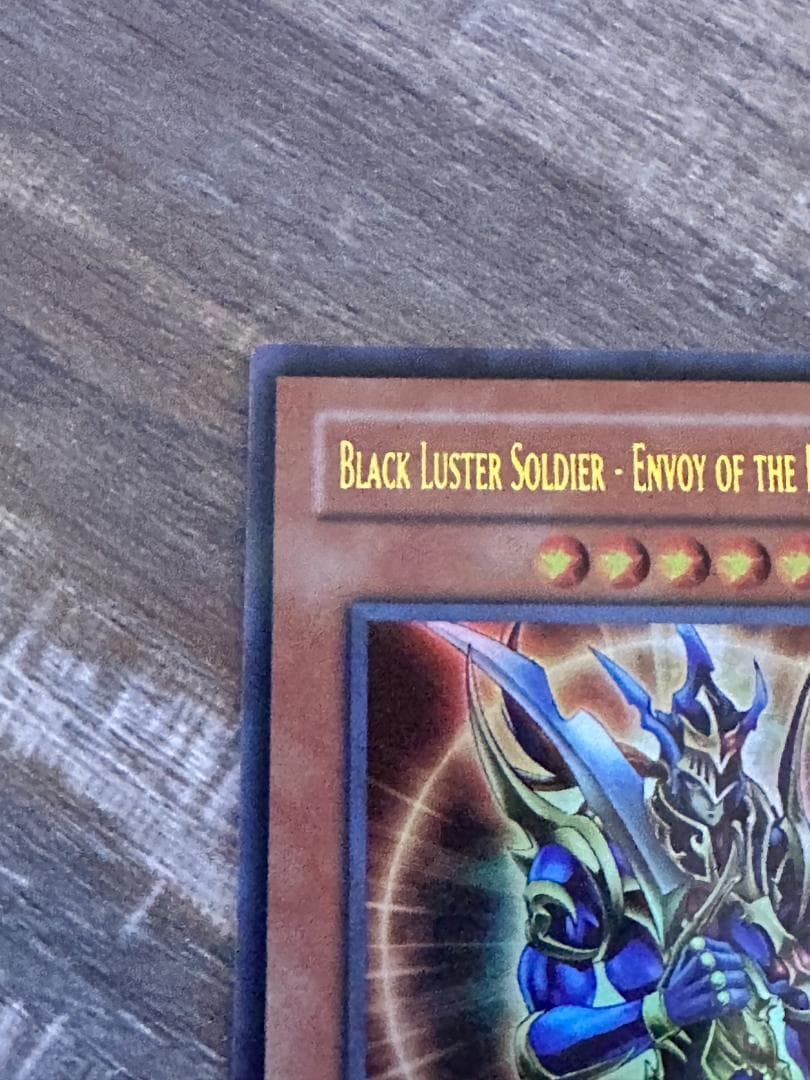 BLACK LUSTER SOLDIER - ENVOY OF THE